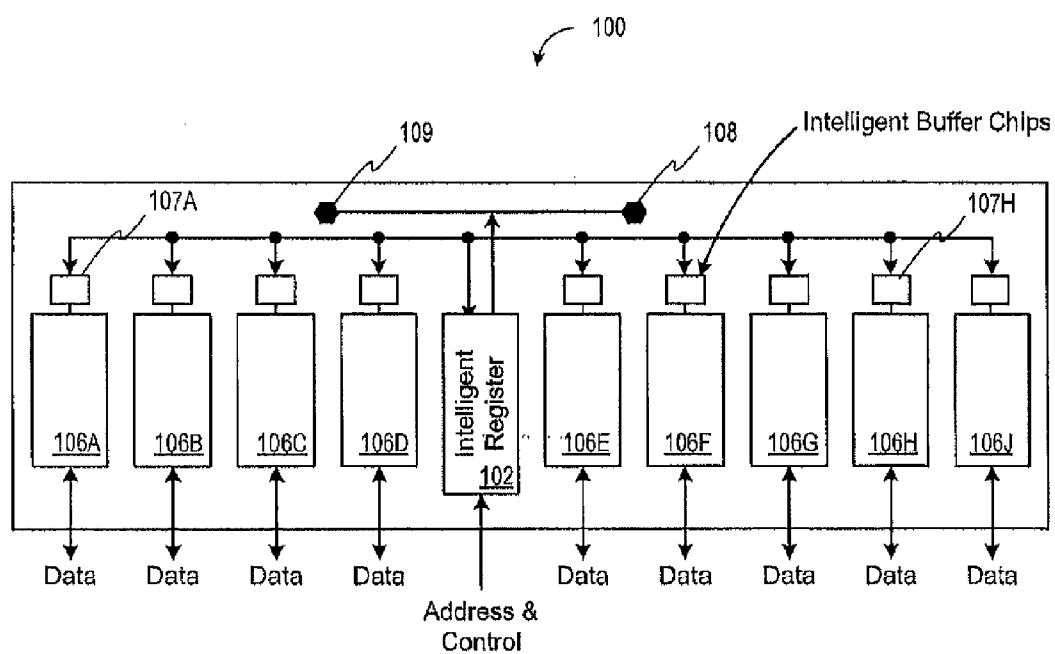 100
109
108
Intelligent Buffer Chips
107A
107H
106A
106B
106C
106D
Intelligent
Register
102
106E
106F
106G
106H
106J
Data
Data
Data
Data
Data
Data
Data
Data
Data
Address &
Control